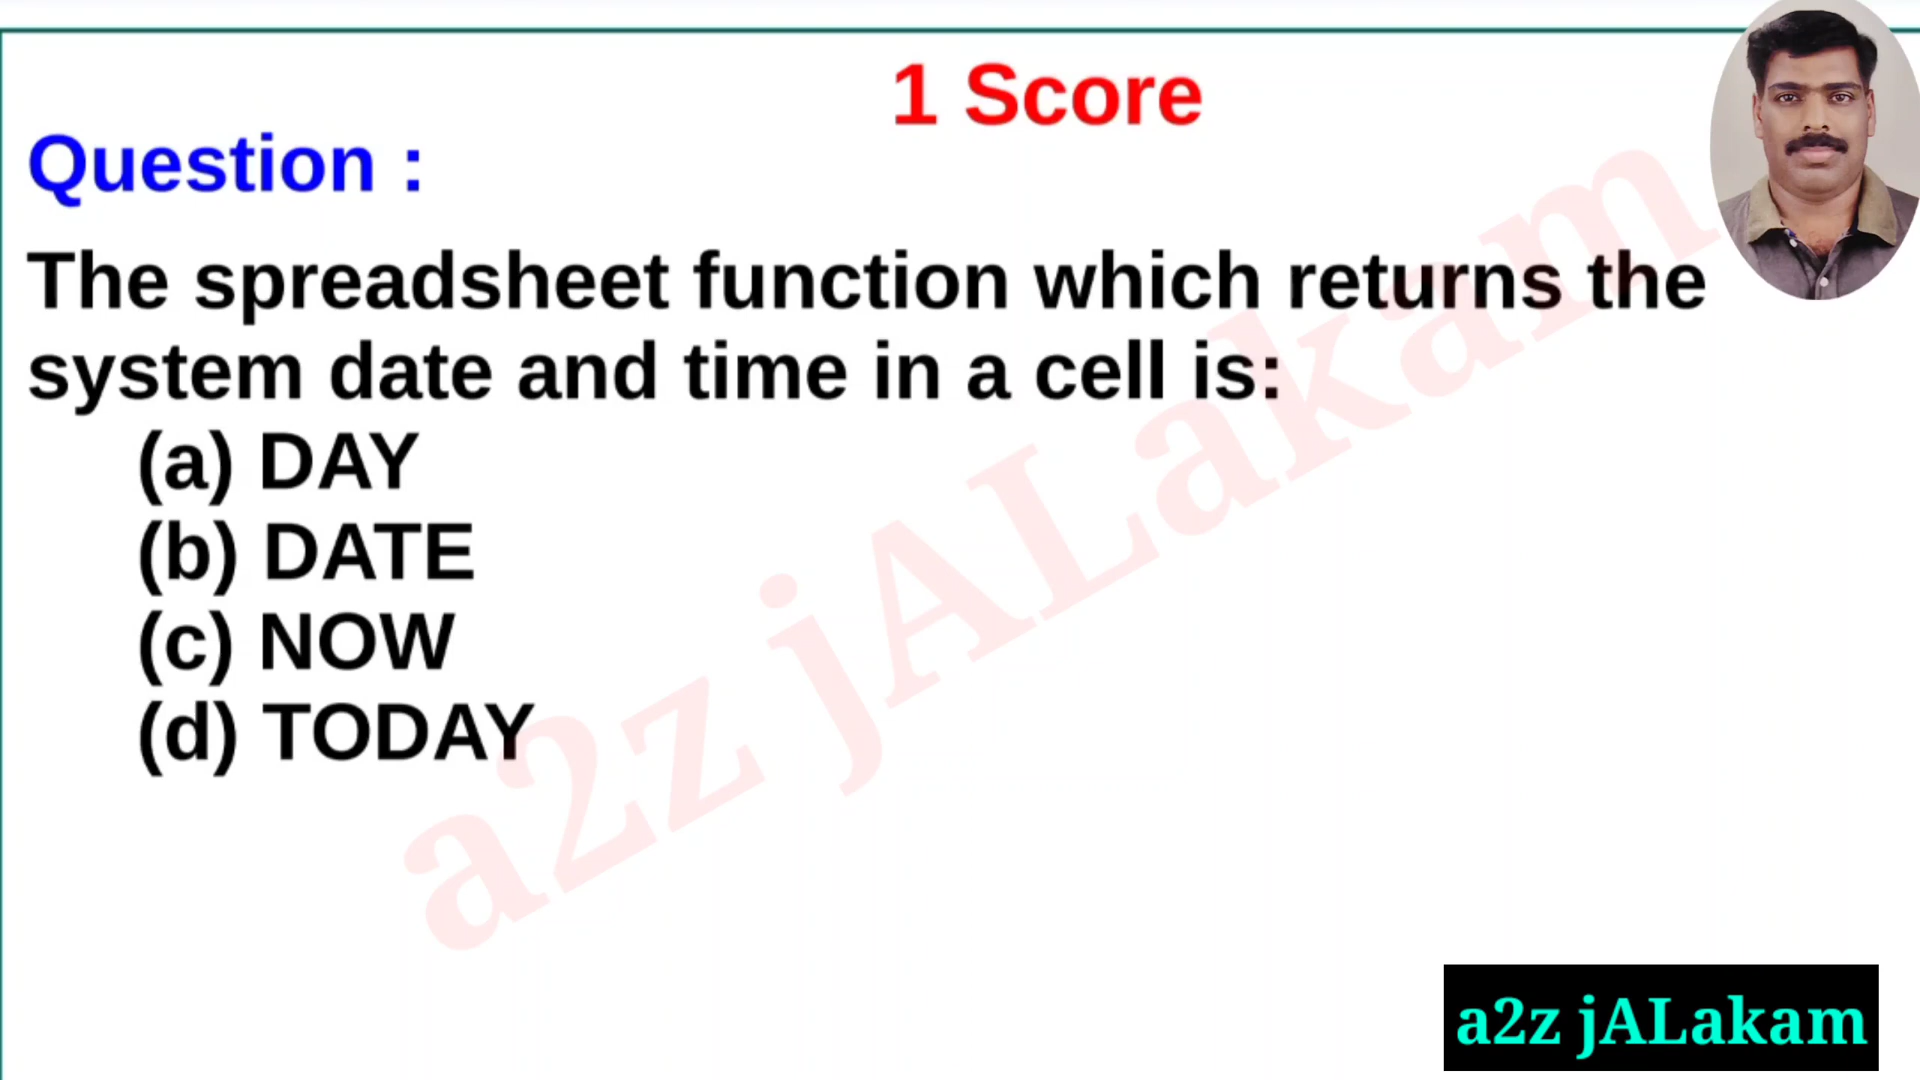 1 Score
Question :
The spreadsheet function which returns the
system date and time in a cell is:
(a) DAY
(b) DATE
(c) NOW
(d) TODAY
a2z jALakam
a2z jALakam